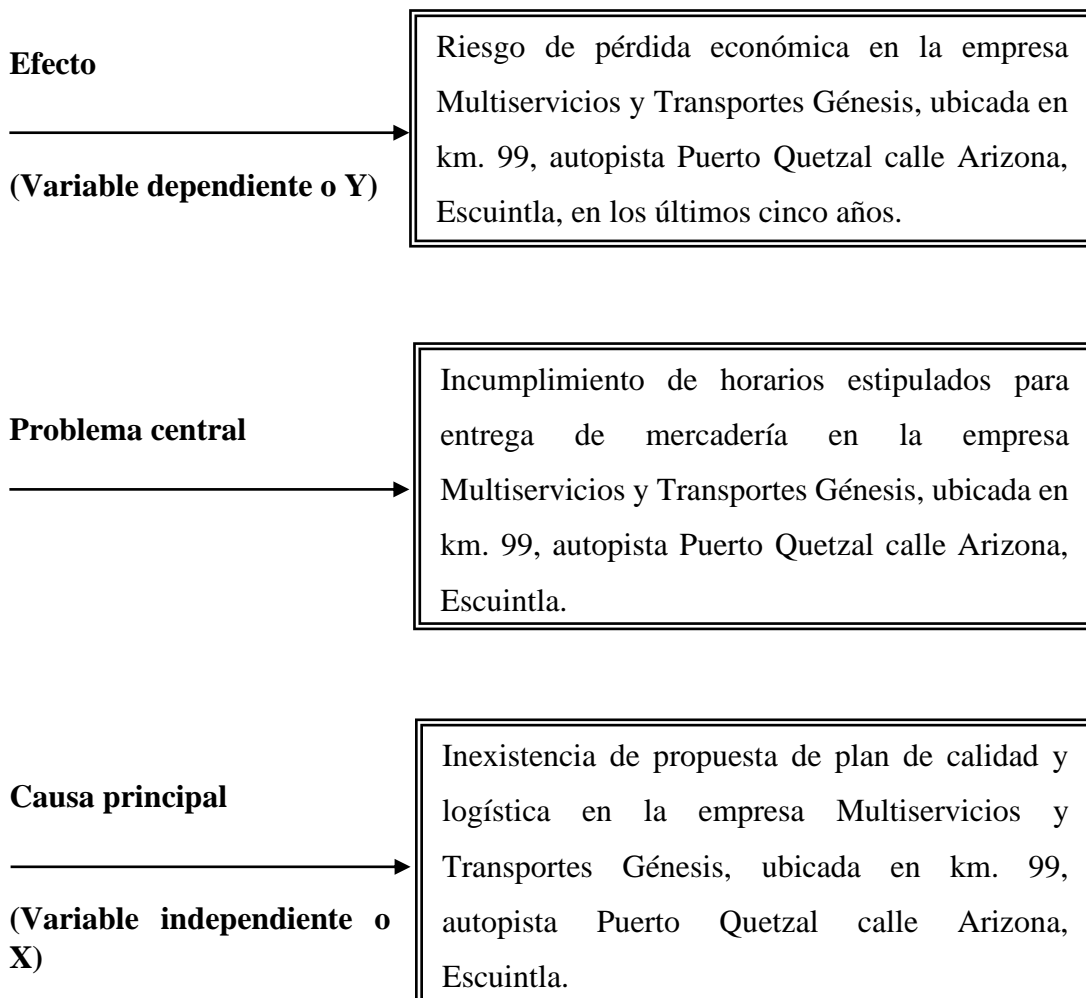 Efecto
(Variable dependiente o Y)
Riesgo de pérdida económica en la empresa
Multiservicios y Transportes Génesis, ubicada en
km. 99, autopista Puerto Quetzal calle Arizona,
Escuintla, en los últimos cinco años.
Problema central
Incumplimiento de horarios estipulados para
entrega de mercadería en la empresa
Multiservicios y Transportes Génesis, ubicada en
km. 99, autopista Puerto Quetzal calle Arizona,
Escuintla.
Causa principal
(Variable independiente o
X)
Inexistencia de propuesta de plan de calidad y
logística en la empresa Multiservicios y
Transportes Génesis, ubicada en km. 99,
autopista Puerto Quetzal calle Arizona,
Escuintla.